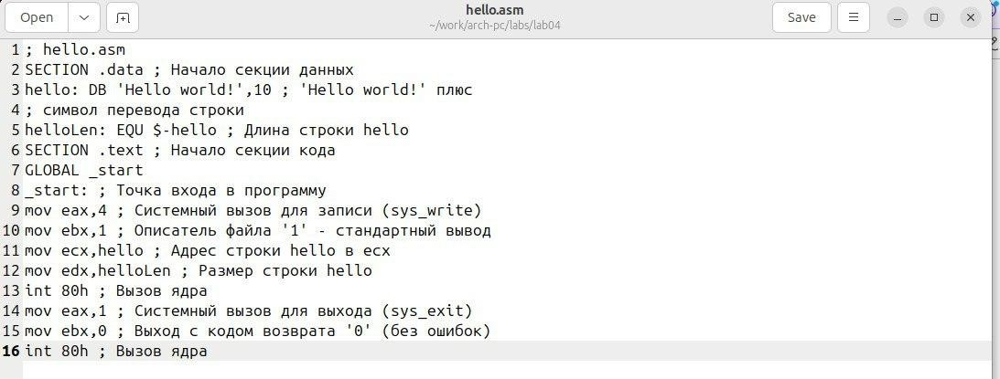 Open
hello.asm
~/work/arch-pc/labs/lab04
Save
1 ; hello.asm
2 SECTION .data ; Начало секции данных
3 hello: DB 'Hello world!',10 ; 'Hello world!' плюс
4 ; символ перевода строки
5 helloLen: EQU $-hello ; Длина строки hello
6 SECTION .text ; Начало секции кода
7 GLOBAL _start
8 _start: ; Точка входа в программу
9 mov eax,4 ; Системный вызов для записи (sys_write)
10 mov ebx,1 ; Описатель файла '1' - стандартный вывод
11 mov ecx,hello ; Адрес строки hello в ecx
12 mov edx,helloLen ; Размер строки hello
13 int 80h ; Вызов ядра
14 mov eax,1 ; Системный вызов для выхода (sys_exit)
15 mov ebx,0 ; Выход с кодом возврата '0' (без ошибок)
16 int 80h ; Вызов ядра